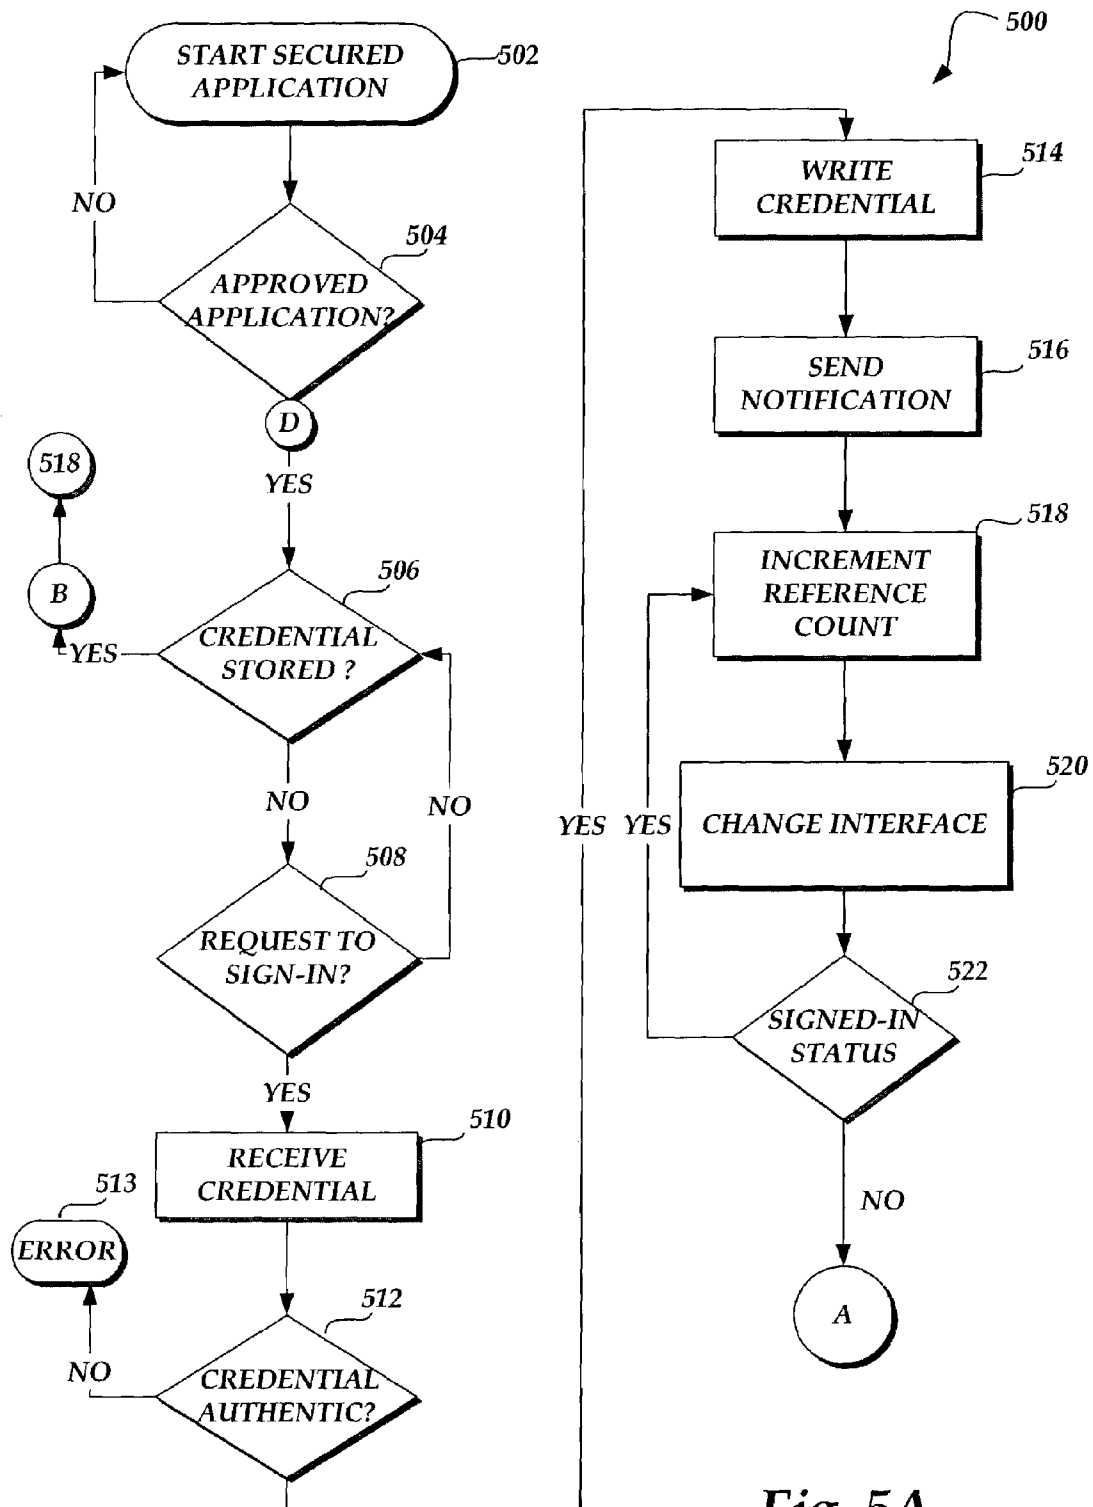 START SECURED
APPLICATION
502
NO
504
APPROVED
APPLICATION?
D
YES
518
B
YES
506
CREDENTIAL
STORED ?
NO
NO
508
REQUEST TO
SIGN-IN?
YES
510
RECEIVE
CREDENTIAL
513
ERROR
NO
512
CREDENTIAL
AUTHENTIC?
500
514
WRITE
CREDENTIAL
516
SEND
NOTIFICATION
518
INCREMENT
REFERENCE
COUNT
520
YES
YES
CHANGE INTERFACE
522
SIGNED-IN
STATUS
NO
A
Fig. 5A